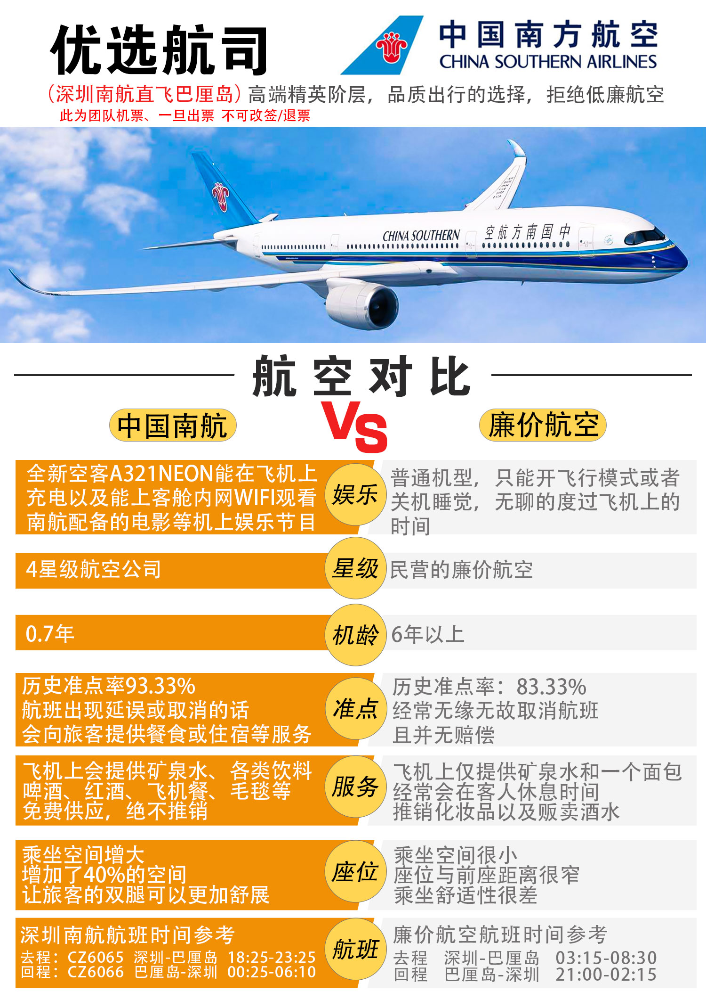 优选航司
中国南方航空
CHINA SOUTHERN AIRLINES
（深圳南航直飞巴厘岛）高端精英阶层，品质出行的选择，拒绝低廉航空
此为团队机票、一旦出票 不可改签/退票
CHINA SOUTHERN 空航方南国中
航空对比
中国南航
VS
廉价航空
全新空客A321NEON能在飞机上
充电以及能上客舱内网WIFI观看
南航配备的电影等机上娱乐节目
娱乐
普通机型，只能开飞行模式或者
关机睡觉，无聊的度过飞机上的
时间
4星级航空公司
星级
民营的廉价航空
0.7年
机龄
6年以上
历史准点率93.33%
航班出现延误或取消的话
会向旅客提供餐食或住宿等服务
准点
历史准点率：83.33%
经常无缘无故取消航班
且并无赔偿
飞机上会提供矿泉水、各类饮料
啤酒、红酒、飞机餐、毛毯等
免费供应，绝不推销
服务
飞机上仅提供矿泉水和一个面包
经常会在客人休息时间
推销化妆品以及贩卖酒水
乘坐空间增大
增加了40%的空间
让旅客的双腿可以更加舒展
座位
乘坐空间很小
座位与前座距离很窄
乘坐舒适性很差
深圳南航航班时间参考
去程：CZ6065 深圳-巴厘岛 18:25-23:25
回程：CZ6066 巴厘岛-深圳 00:25-06:10
航班
廉价航空航班时间参考
去程 深圳-巴厘岛 03:15-08:30
回程 巴厘岛-深圳 21:00-02:15